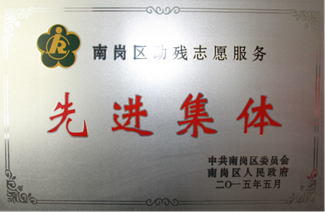 南岗区助残志愿服务
先进集体
中共南岗区委员会
南岗区人民政府
二〇一五年五月